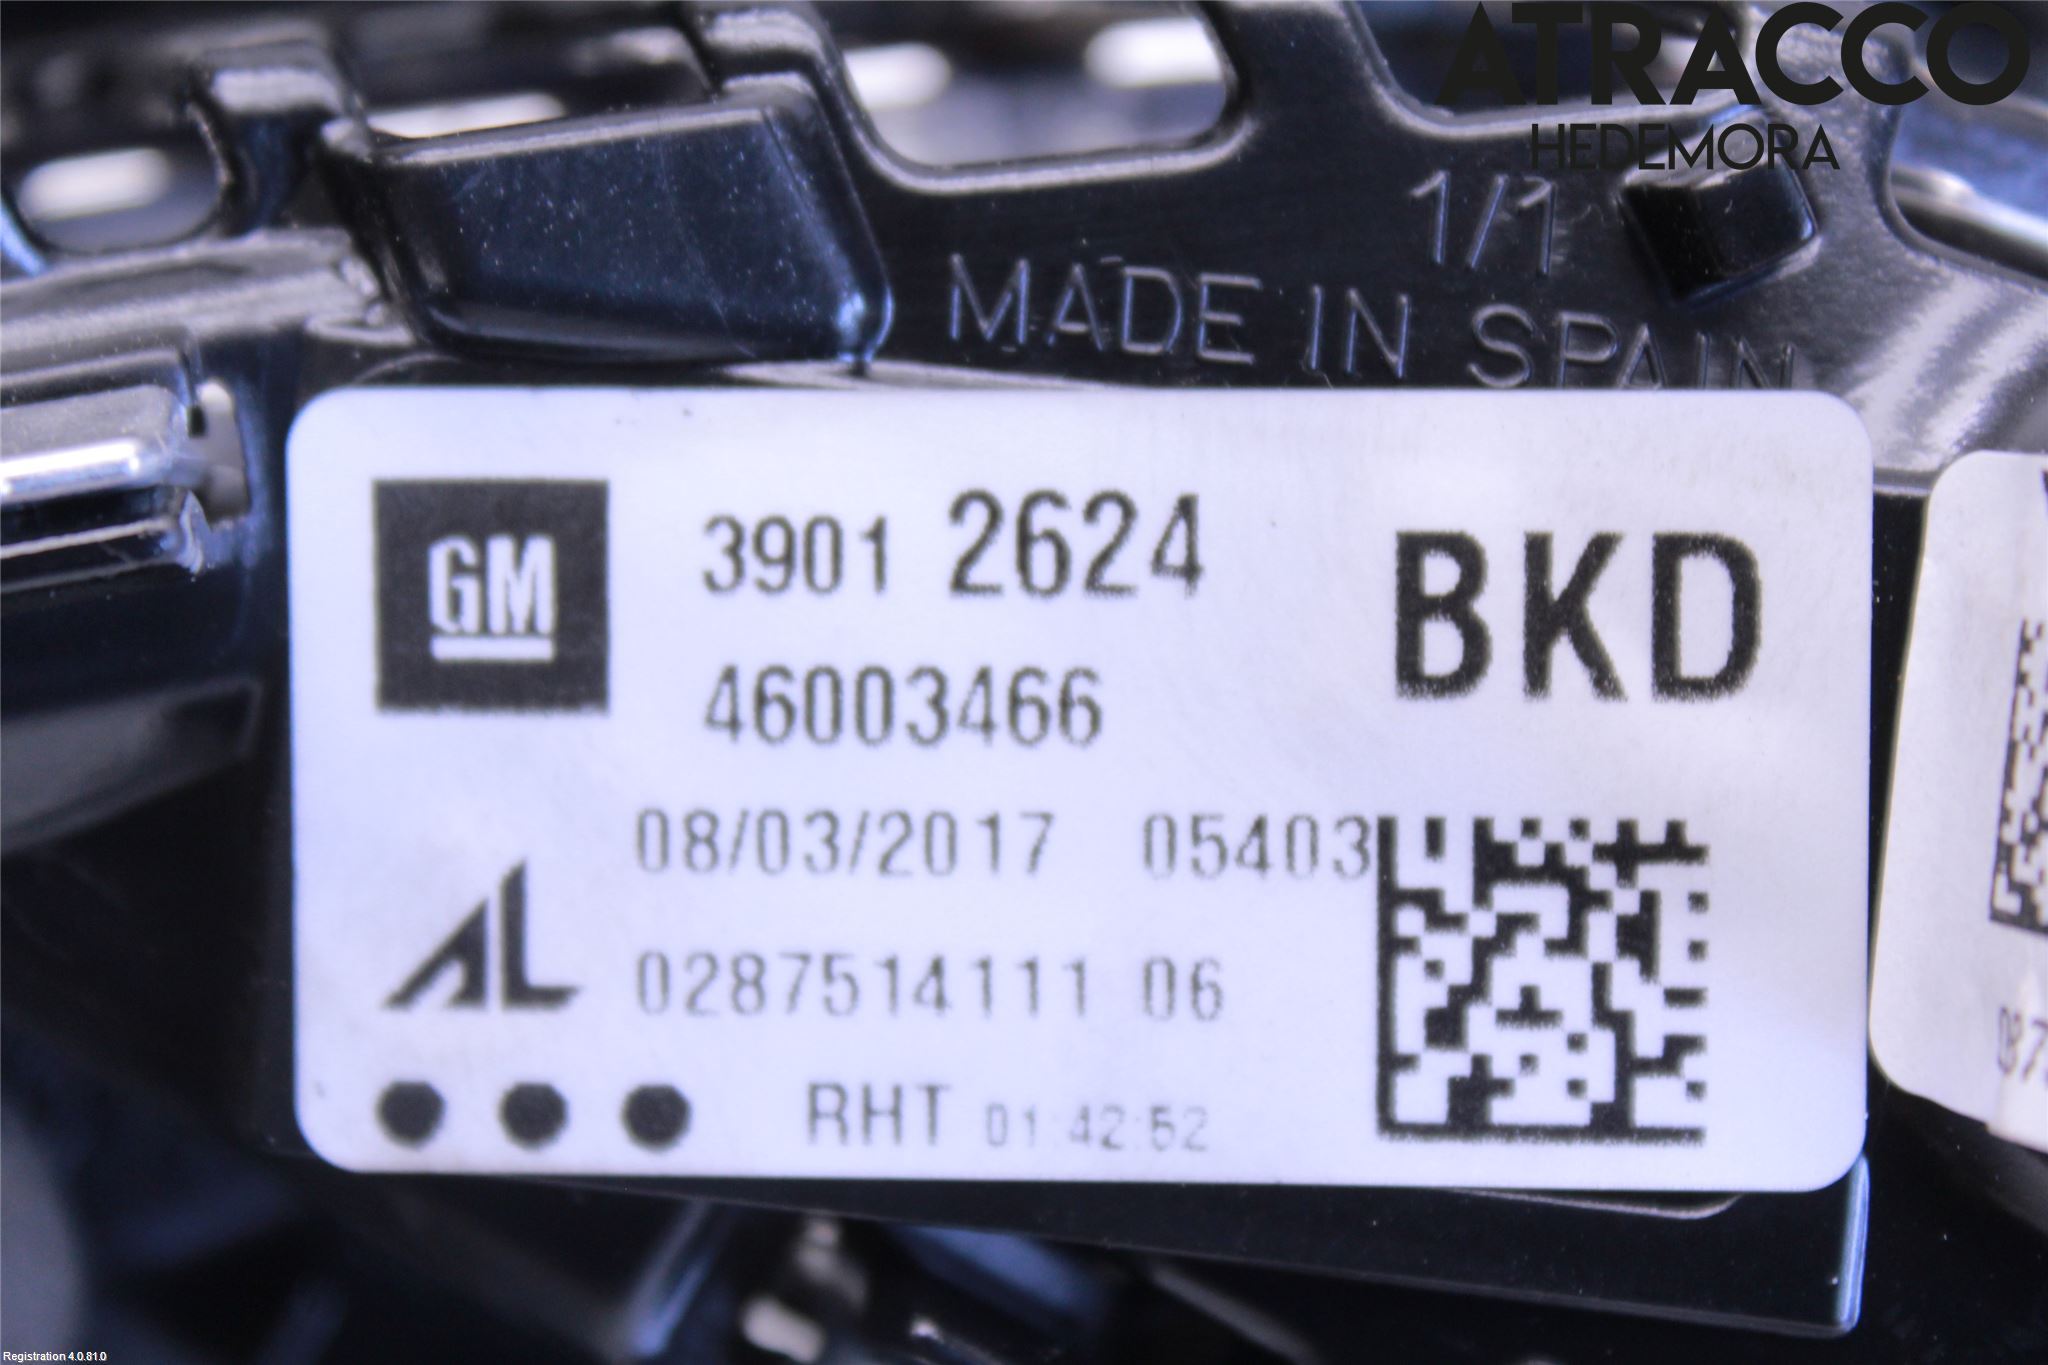 ATRACCO
HEDEMORA
1/1
MADE IN SPAIN
GM
3901 2624
BKD
46003466
08/03/2017 05403
AL
0287514111 06
RHT 01:42:52
Registration 4.0.81.0